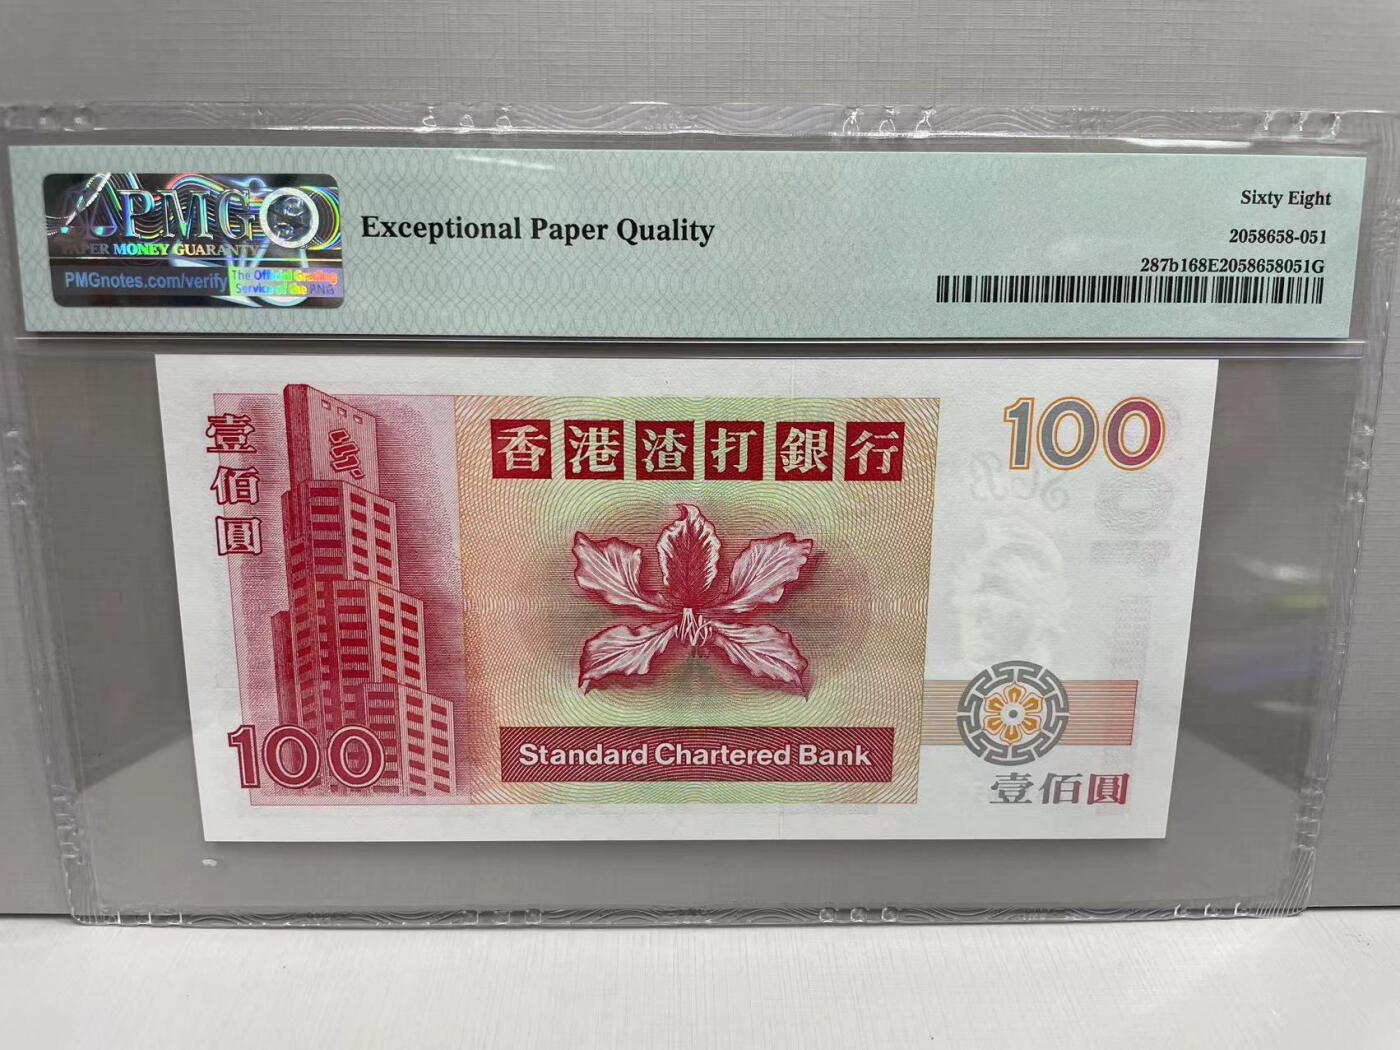 PMG
PAPER MONEY GUARANTY
PMGnotes.com/verify
The Official Grading
Service of the ANA
Exceptional Paper Quality
Sixty Eight
2058658-051
287b168E2058658051G
壹佰圓
香港渣打銀行
100
100
Standard Chartered Bank
壹佰圓